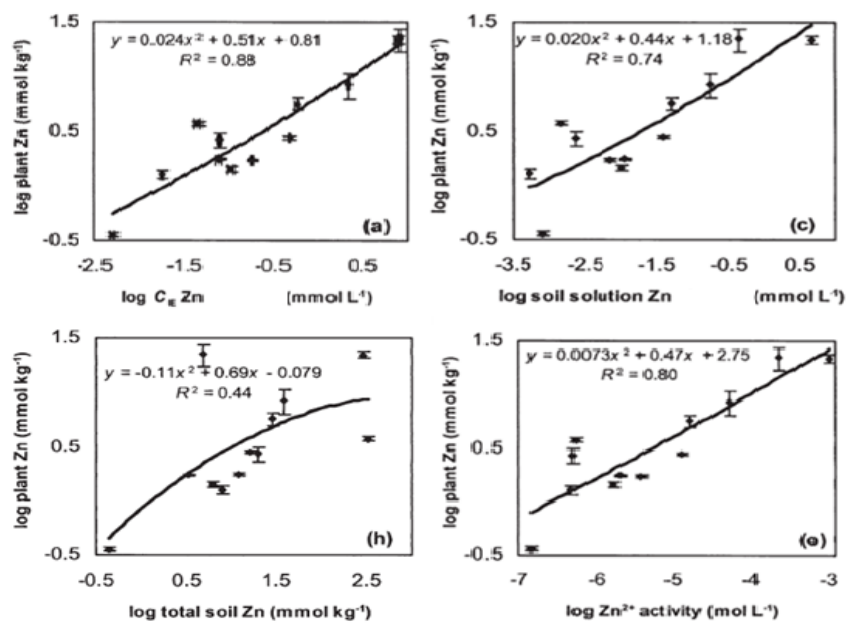 1.5
y = 0.024x² + 0.51x + 0.81
R² = 0.88
0.5
-0.5
log plant Zn (mmol kg⁻¹)
(a)
-2.5 -1.5 -0.5 0.5
log C_IE Zn (mmol L⁻¹)
1.5
y = 0.020x² + 0.44x + 1.18
R² = 0.74
0.5
-0.5
log plant Zn (mmol kg⁻¹)
(c)
-3.5 -2.5 -1.4 -0.4 0.6
log soil solution Zn (mmol L⁻¹)
1.5
y = -0.11x² + 0.69x - 0.079
R² = 0.44
0.5
-0.5
log plant Zn (mmol kg⁻¹)
(h)
-0.5 0.5 1.5 2.5
log total soil Zn (mmol kg⁻¹)
1.5
y = 0.0073x² + 0.47x + 2.75
R² = 0.80
0.5
-0.5
log plant Zn (mmol kg⁻¹)
(e)
-7 -6 -5 -4 -3
log Zn²⁺ activity (mol L⁻¹)